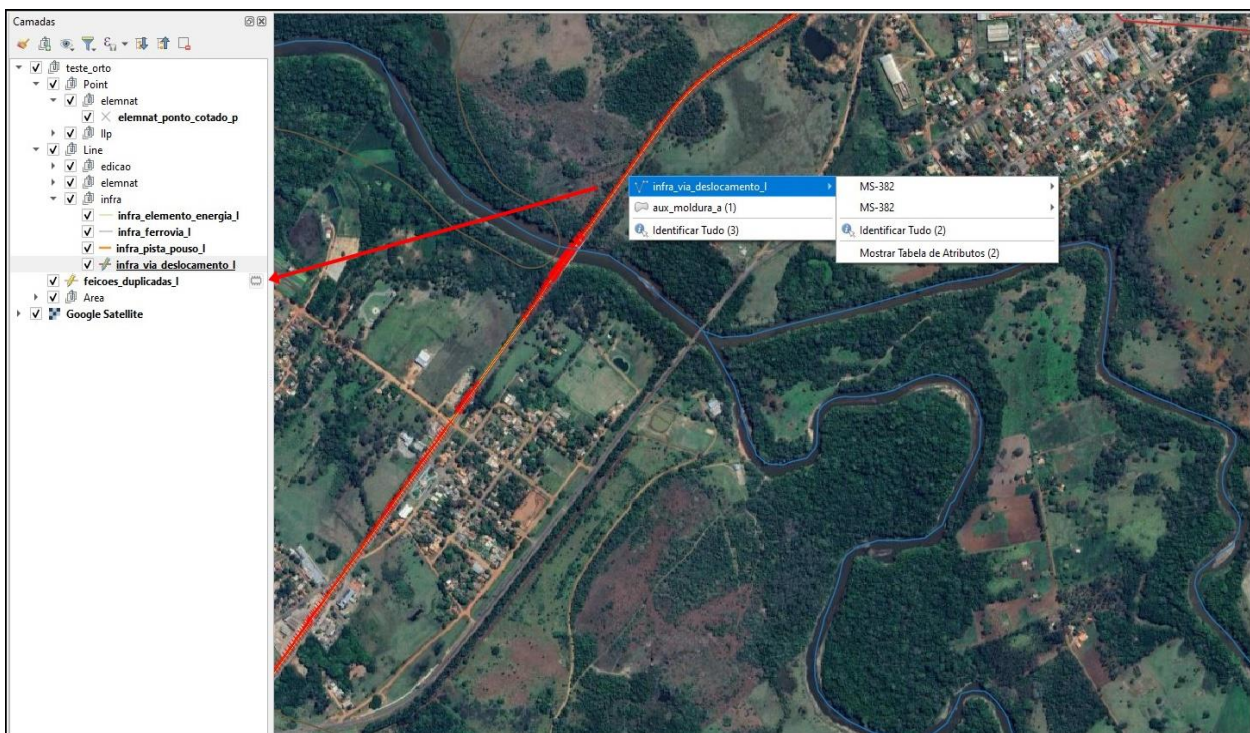 Camadas
teste_orto
Point
elemnat
elemnat_ponto_cotado_p
llp
Line
edicao
elemnat
infra
infra_elemento_energia_l
infra_ferrovia_l
infra_pista_pouso_l
infra_via_deslocamento_l
feicoes_duplicadas_l
Area
Google Satellite
infra_via_deslocamento_l
aux_moldura_a (1)
Identificar Tudo (3)
MS-382
MS-382
Identificar Tudo (2)
Mostrar Tabela de Atributos (2)